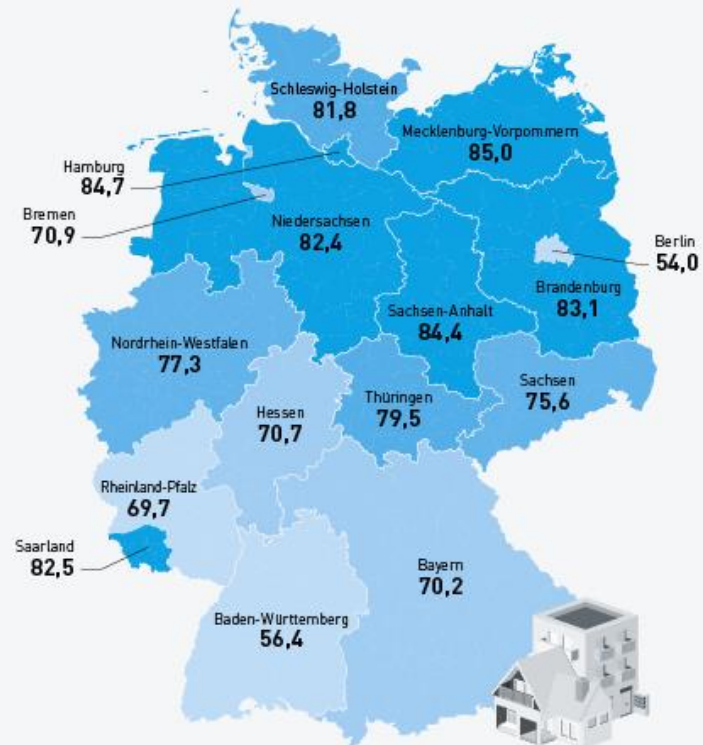 Schleswig-Holstein
81,8
Mecklenburg-Vorpommern
85,0
Hamburg
84,7
Bremen
70,9
Niedersachsen
82,4
Berlin
54,0
Brandenburg
83,1
Sachsen-Anhalt
84,4
Nordrhein-Westfalen
77,3
Sachsen
75,6
Thüringen
79,5
Hessen
70,7
Rheinland-Pfalz
69,7
Saarland
82,5
Bayern
70,2
Baden-Württemberg
56,4